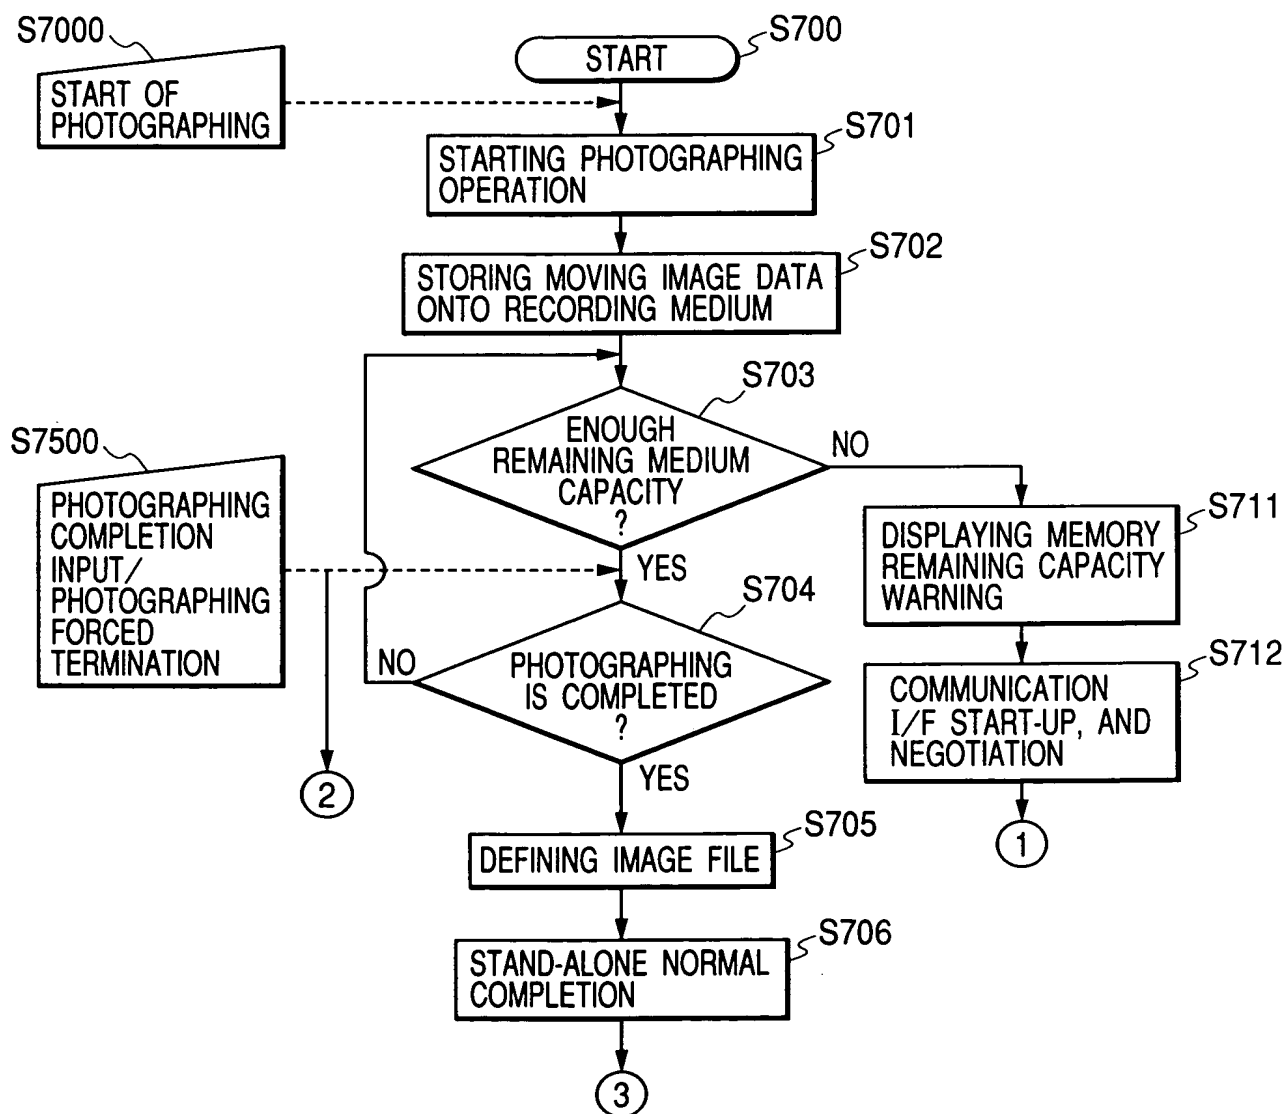 S7000
START OF
PHOTOGRAPHING
START
S700
STARTING PHOTOGRAPHING
OPERATION
S701
STORING MOVING IMAGE DATA
ONTO RECORDING MEDIUM
S702
ENOUGH
REMAINING MEDIUM
CAPACITY
?
S703
NO
YES
S7500
PHOTOGRAPHING
COMPLETION
INPUT/
PHOTOGRAPHING
FORCED
TERMINATION
2
DISPLAYING MEMORY
REMAINING CAPACITY
WARNING
S711
PHOTOGRAPHING
IS COMPLETED
?
S704
NO
YES
COMMUNICATION
I/F START-UP, AND
NEGOTIATION
S712
1
DEFINING IMAGE FILE
S705
STAND-ALONE NORMAL
COMPLETION
S706
3